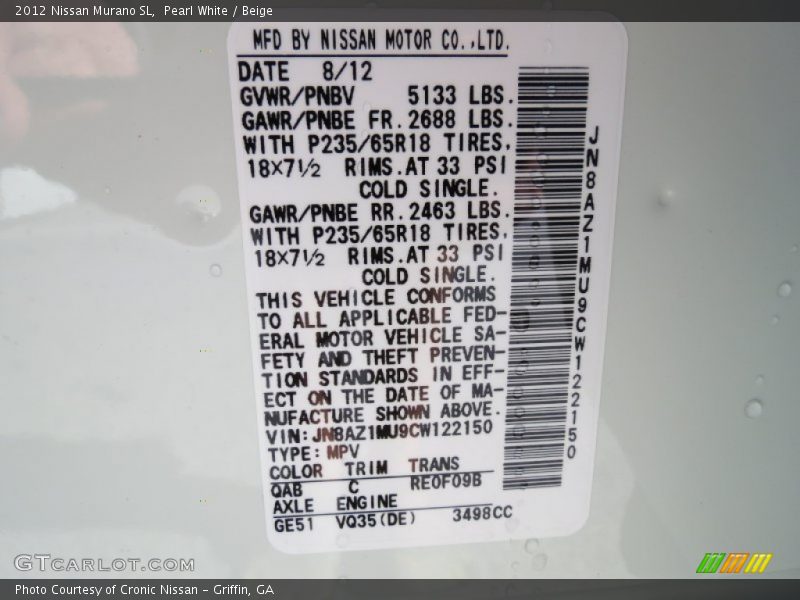 2012 Nissan Murano SL,  Pearl White / Beige
MFD BY NISSAN MOTOR CO.,LTD.
DATE 8/12
GVWR/PNBV 5133 LBS.
GAWR/PNBE FR. 2688 LBS.
WITH P235/65R18 TIRES,
18×7½ RIMS. AT 33 PSI
COLD SINGLE.
GAWR/PNBE RR. 2463 LBS.
WITH P235/65R18 TIRES,
18×7½ RIMS. AT 33 PSI
COLD SINGLE.
THIS VEHICLE CONFORMS
TO ALL APPLICABLE FED-
ERAL MOTOR VEHICLE SA-
FETY AND THEFT PREVEN-
TION STANDARDS IN EFF-
ECT ON THE DATE OF MA-
NUFACTURE SHOWN ABOVE.
VIN: JN8AZ1MU9CW122150
TYPE: MPV
COLOR TRIM TRANS
QAB C RE0F09B
AXLE ENGINE
GE51 VQ35(DE) 3498CC
JN8AZ1MU9CW122150
GTCARLOT.COM
Photo Courtesy of Cronic Nissan – Griffin, GA